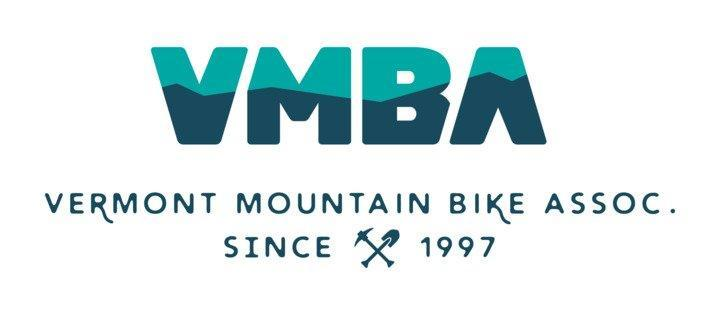 VMBA
VERMONT MOUNTAIN BIKE ASSOC.
SINCE 1997